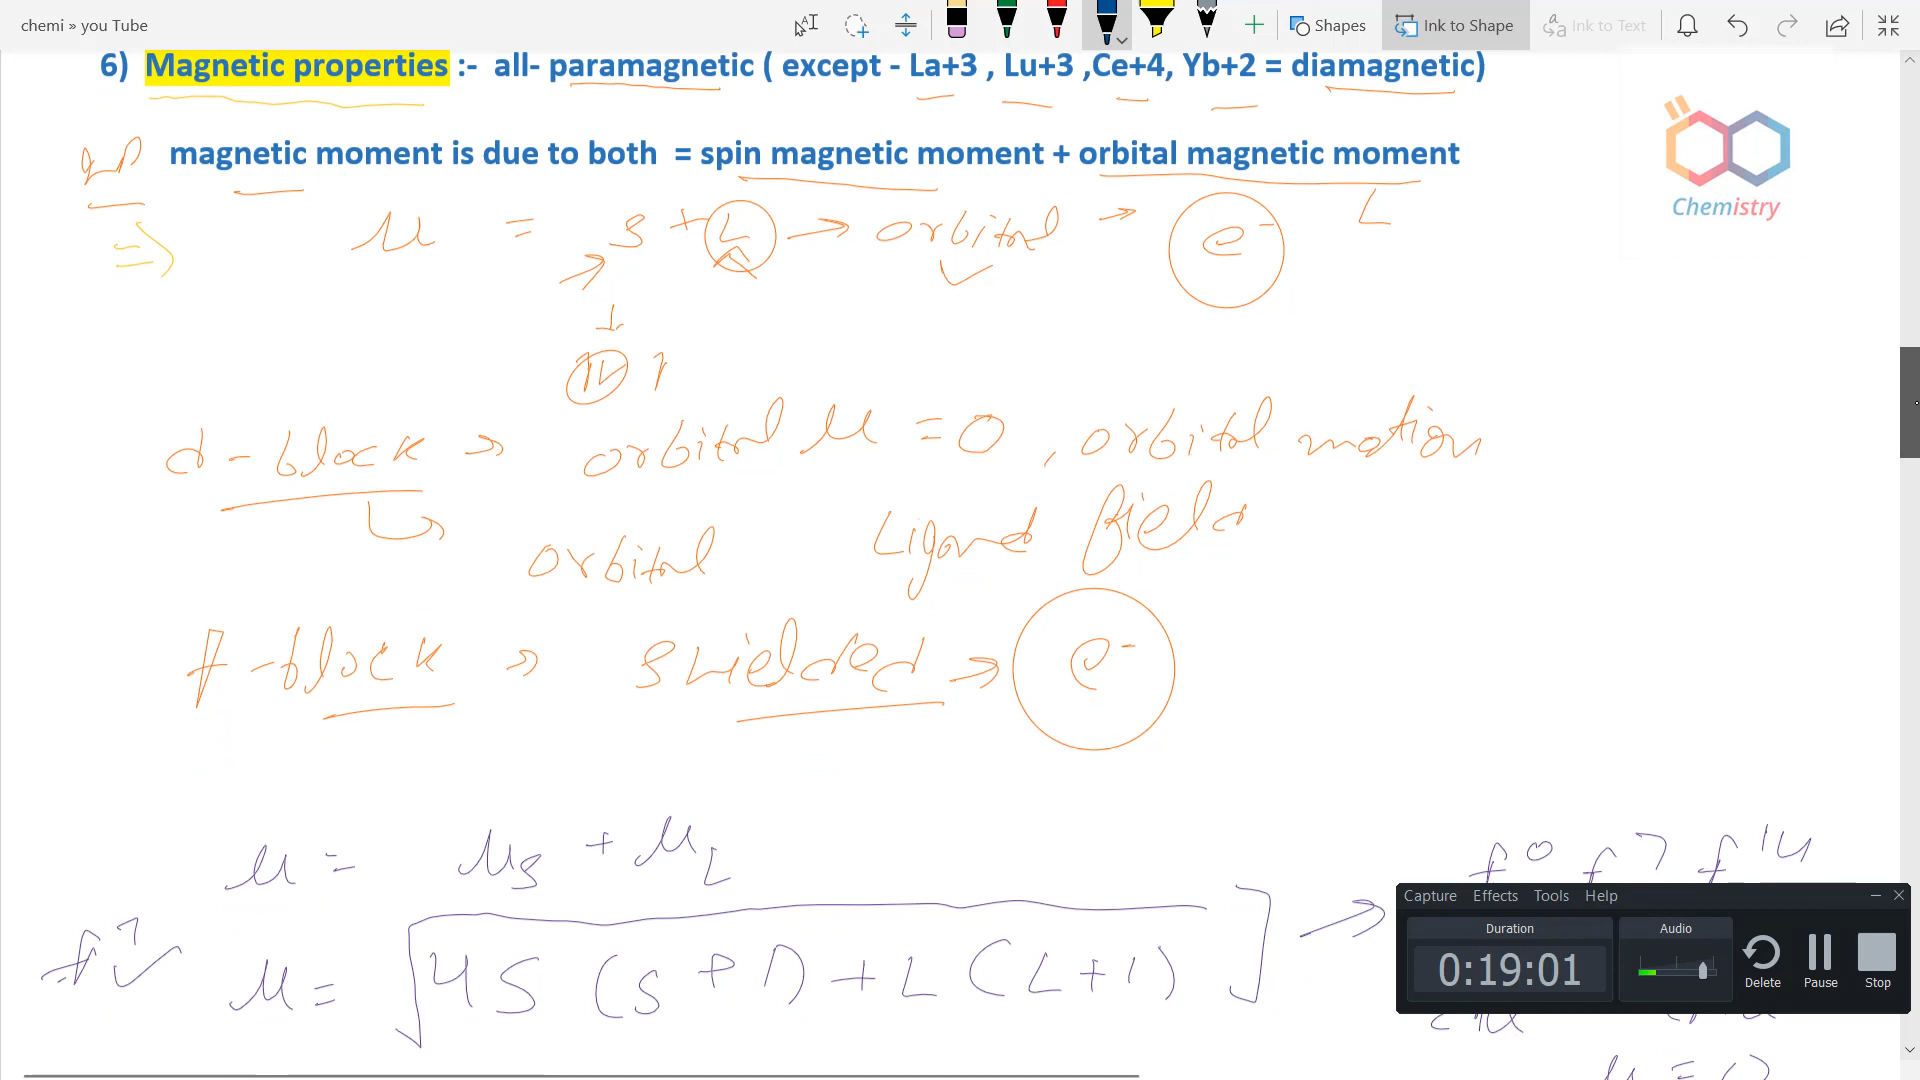 chemi » you Tube
Shapes
Ink to Shape
Ink to Text
6) Magnetic properties :- all- paramagnetic ( except - La+3 , Lu+3 ,Ce+4, Yb+2 = diamagnetic)
magnetic moment is due to both = spin magnetic moment + orbital magnetic moment
Chemistry
μ = s + L → orbital → e⁻ L
d-block → orbital μ = 0, orbital motion
orbital Ligand field
f-block → shielded → e⁻
μ = μs + μL
f⁰ f⁷ f¹⁴
μ = √4S (S+1) + L (L+1) →
Capture Effects Tools Help
Duration
Audio
0:19:01
Delete
Pause
Stop